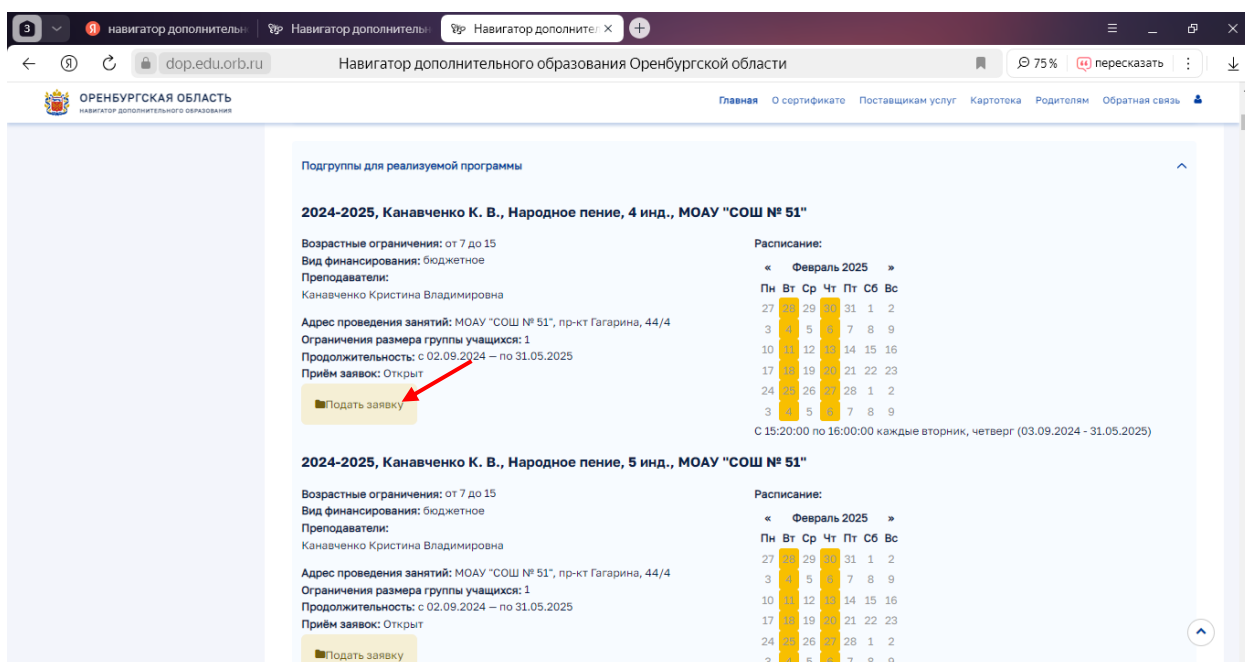 3
навигатор дополнительн
Навигатор дополнительн
Навигатор дополнител
dop.edu.orb.ru
Навигатор дополнительного образования Оренбургской области
75%
пересказать
ОРЕНБУРГСКАЯ ОБЛАСТЬ
НАВИГАТОР ДОПОЛНИТЕЛЬНОГО ОБРАЗОВАНИЯ
Главная О сертификате Поставщикам услуг Картотека Родителям Обратная связь
Подгруппы для реализуемой программы
2024-2025, Канавченко К. В., Народное пение, 4 инд., МОАУ "СОШ № 51"
Возрастные ограничения: от 7 до 15
Вид финансирования: бюджетное
Преподаватели:
Канавченко Кристина Владимировна
Адрес проведения занятий: МОАУ "СОШ № 51", пр-кт Гагарина, 44/4
Ограничения размера группы учащихся: 1
Продолжительность: с 02.09.2024 — по 31.05.2025
Приём заявок: Открыт
Подать заявку
Расписание:
« Февраль 2025 »
Пн Вт Ср Чт Пт Сб Вс
27 28 29 30 31 1 2
3 4 5 6 7 8 9
10 11 12 13 14 15 16
17 18 19 20 21 22 23
24 25 26 27 28 1 2
3 4 5 6 7 8 9
С 15:20:00 по 16:00:00 каждые вторник, четверг (03.09.2024 - 31.05.2025)
2024-2025, Канавченко К. В., Народное пение, 5 инд., МОАУ "СОШ № 51"
Возрастные ограничения: от 7 до 15
Вид финансирования: бюджетное
Преподаватели:
Канавченко Кристина Владимировна
Адрес проведения занятий: МОАУ "СОШ № 51", пр-кт Гагарина, 44/4
Ограничения размера группы учащихся: 1
Продолжительность: с 02.09.2024 — по 31.05.2025
Приём заявок: Открыт
Подать заявку
Расписание:
« Февраль 2025 »
Пн Вт Ср Чт Пт Сб Вс
27 28 29 30 31 1 2
3 4 5 6 7 8 9
10 11 12 13 14 15 16
17 18 19 20 21 22 23
24 25 26 27 28 1 2
3 4 5 6 7 8 9